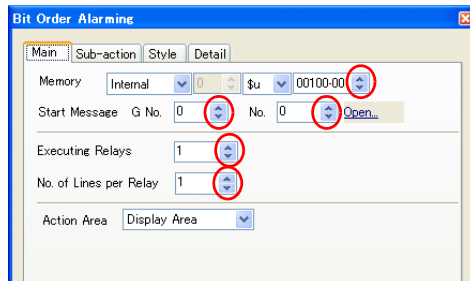 Bit Order Alarming
Main Sub-action Style Detail
Memory Internal 0 $u 00100-00
Start Message G No. 0 No. 0 Open...
Executing Relays 1
No. of Lines per Relay 1
Action Area Display Area